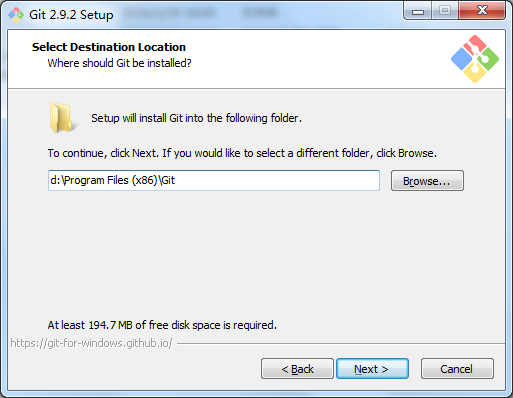 Git 2.9.2 Setup
Select Destination Location
Where should Git be installed?
Setup will install Git into the following folder.
To continue, click Next. If you would like to select a different folder, click Browse.
d:\Program Files (x86)\Git
Browse...
At least 194.7 MB of free disk space is required.
https://git-for-windows.github.io/
< Back
Next >
Cancel